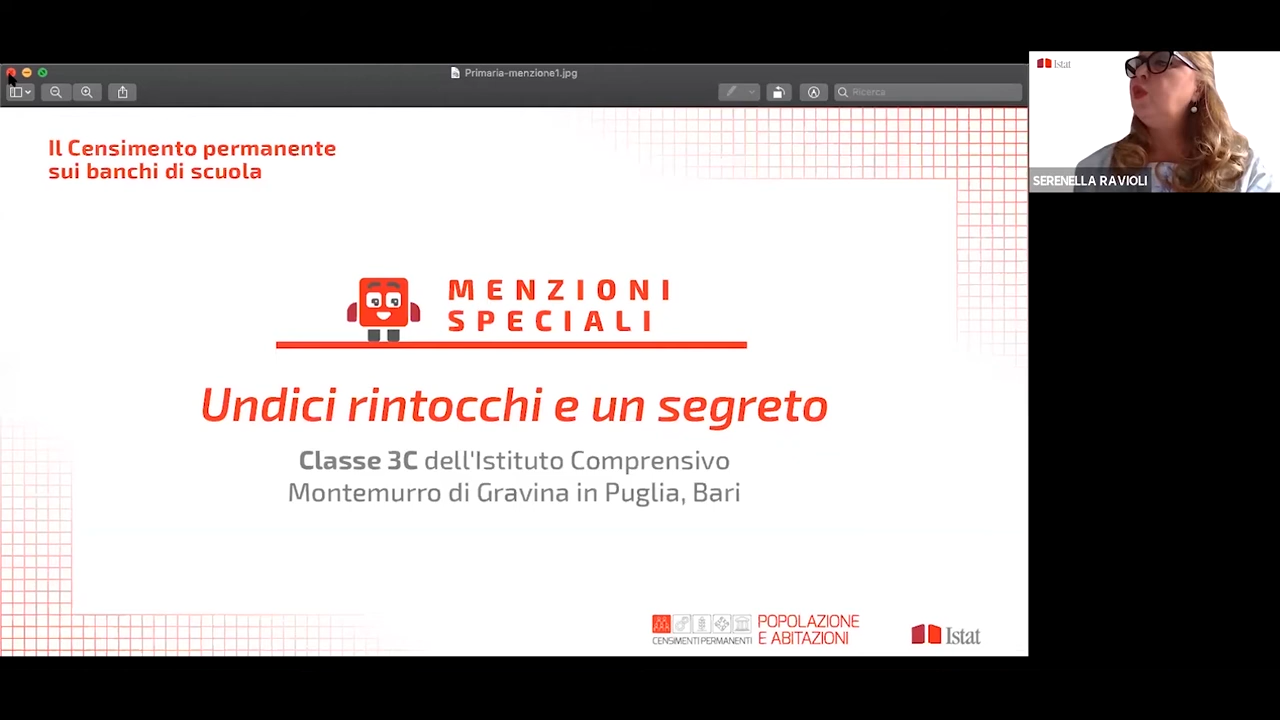 Primaria-menzione1.jpg
Ricerca
Istat
SERENELLA RAVIOLI
Il Censimento permanente
sui banchi di scuola
MENZIONI
SPECIALI
Undici rintocchi e un segreto
Classe 3C dell'Istituto Comprensivo
Montemurro di Gravina in Puglia, Bari
CENSIMENTI PERMANENTI
POPOLAZIONE
E ABITAZIONI
Istat